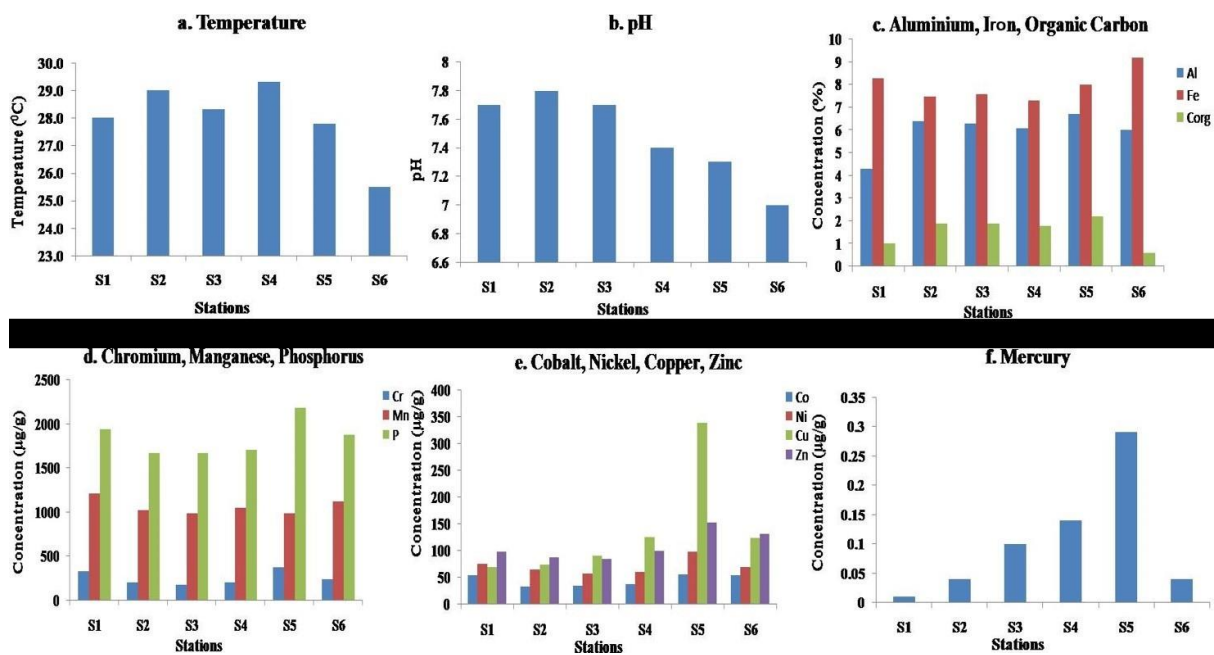 a. Temperature
Temperature (⁰C)
30.0
29.0
28.0
27.0
26.0
25.0
24.0
23.0
S1 S2 S3 S4 S5 S6
Stations
b. pH
pH
8
7.8
7.6
7.4
7.2
7
6.8
6.6
S1 S2 S3 S4 S5 S6
Stations
c. Aluminium, Iron, Organic Carbon
Concentration (%)
10
9
8
7
6
5
4
3
2
1
0
Al
Fe
Corg
S1 S2 S3 S4 S5 S6
Stations
d. Chromium, Manganese, Phosphorus
Concentration (µg/g)
2500
2000
1500
1000
500
0
Cr
Mn
P
S1 S2 S3 S4 S5 S6
Stations
e. Cobalt, Nickel, Copper, Zinc
Concentration (µg/g)
400
350
300
250
200
150
100
50
0
Co
Ni
Cu
Zn
S1 S2 S3 S4 S5 S6
Stations
f. Mercury
Concentration (µg/g)
0.35
0.3
0.25
0.2
0.15
0.1
0.05
0
S1 S2 S3 S4 S5 S6
Stations